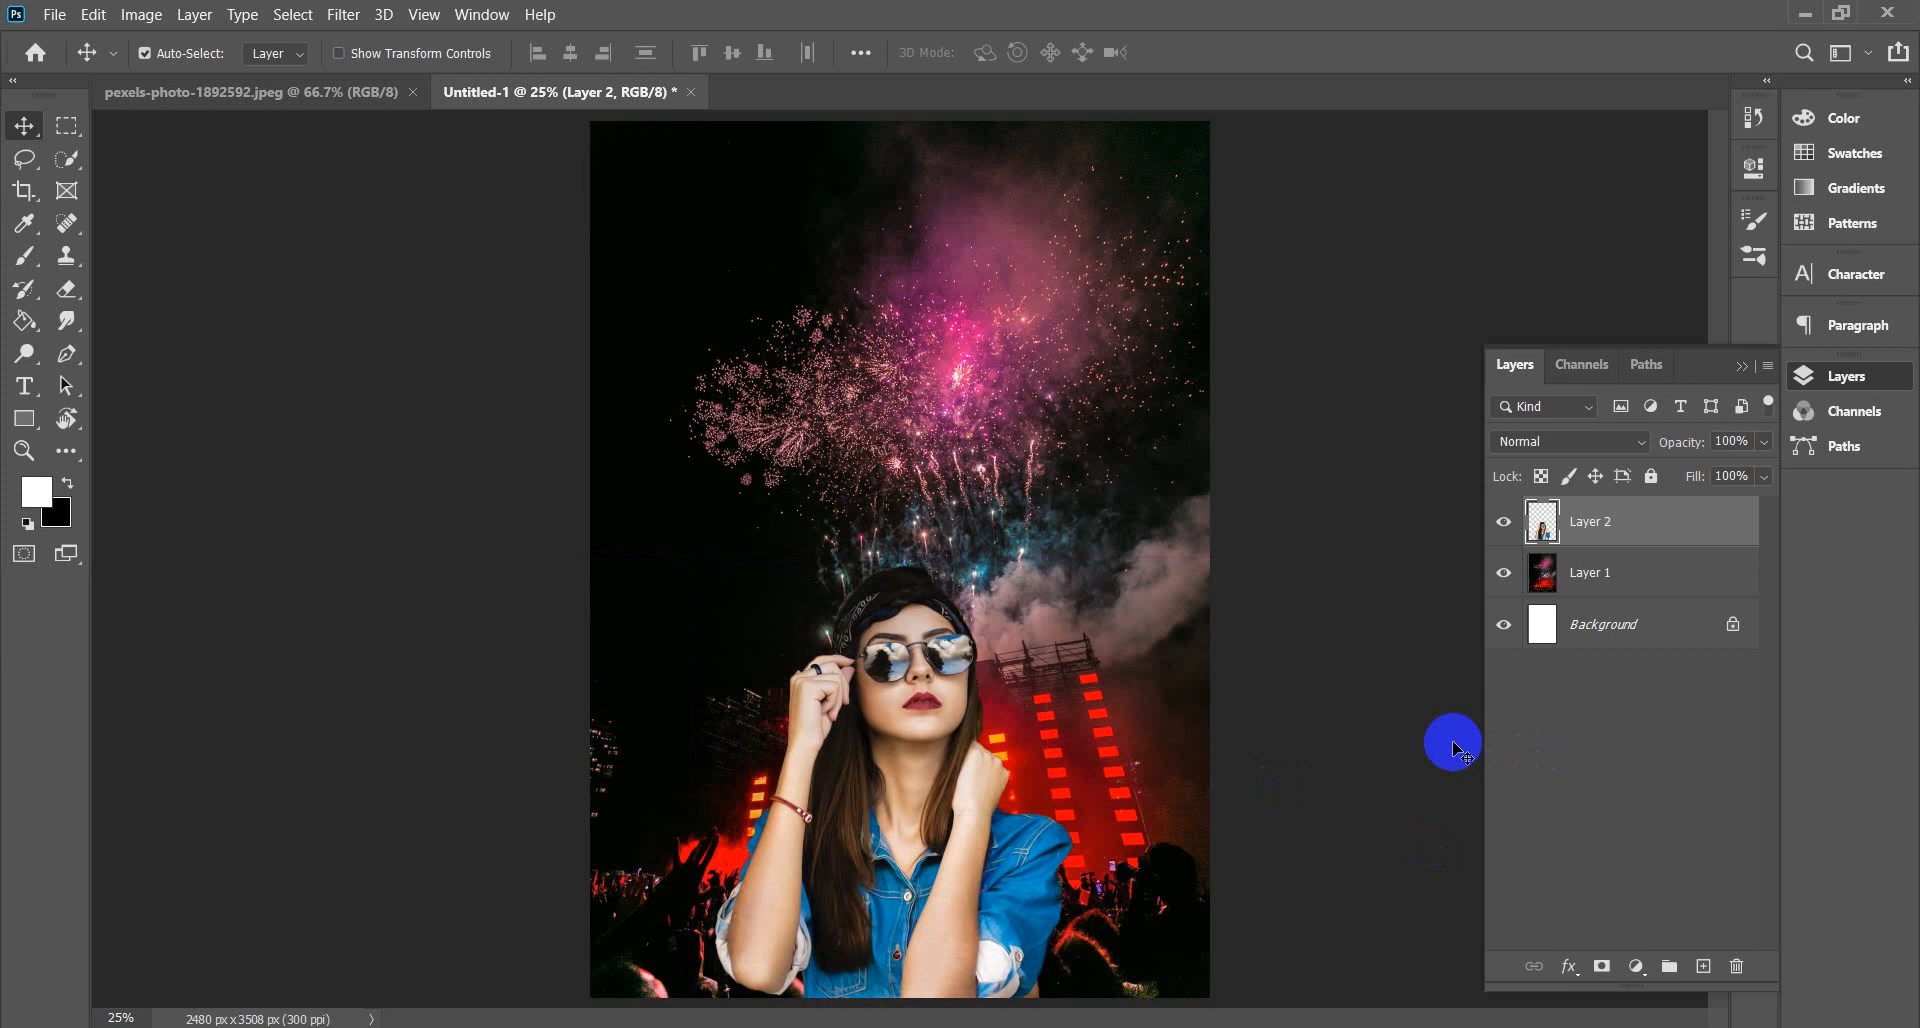 Ps File Edit Image Layer Type Select Filter 3D View Window Help
Auto-Select: Layer Show Transform Controls 3D Mode:
pexels-photo-1892592.jpeg @ 66.7% (RGB/8) × Untitled-1 @ 25% (Layer 2, RGB/8) * ×
Color
Swatches
Gradients
Patterns
Character
Paragraph
Layers
Channels
Paths
Layers Channels Paths
Kind
Normal Opacity: 100%
Lock: Fill: 100%
Layer 2
Layer 1
Background
fx
25% 2480 px x 3508 px (300 ppi)